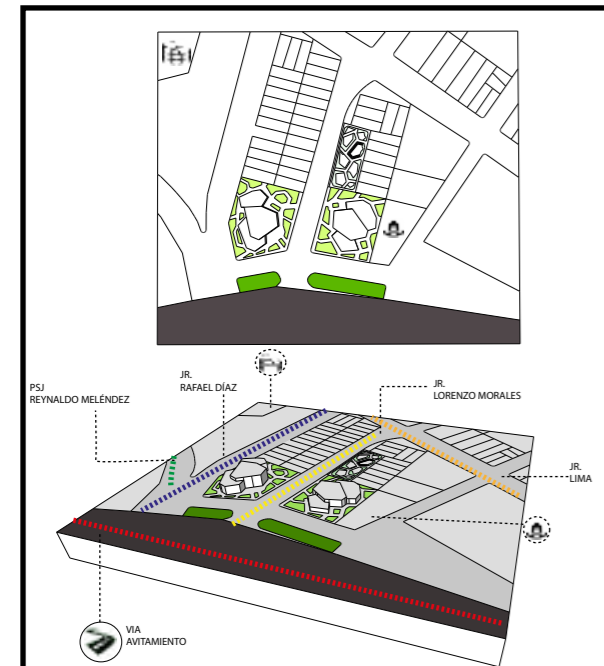 PSJ
REYNALDO MELÉNDEZ
JR.
RAFAEL DÍAZ
JR.
LORENZO MORALES
JR.
LIMA
VIA
AVITAMIENTO